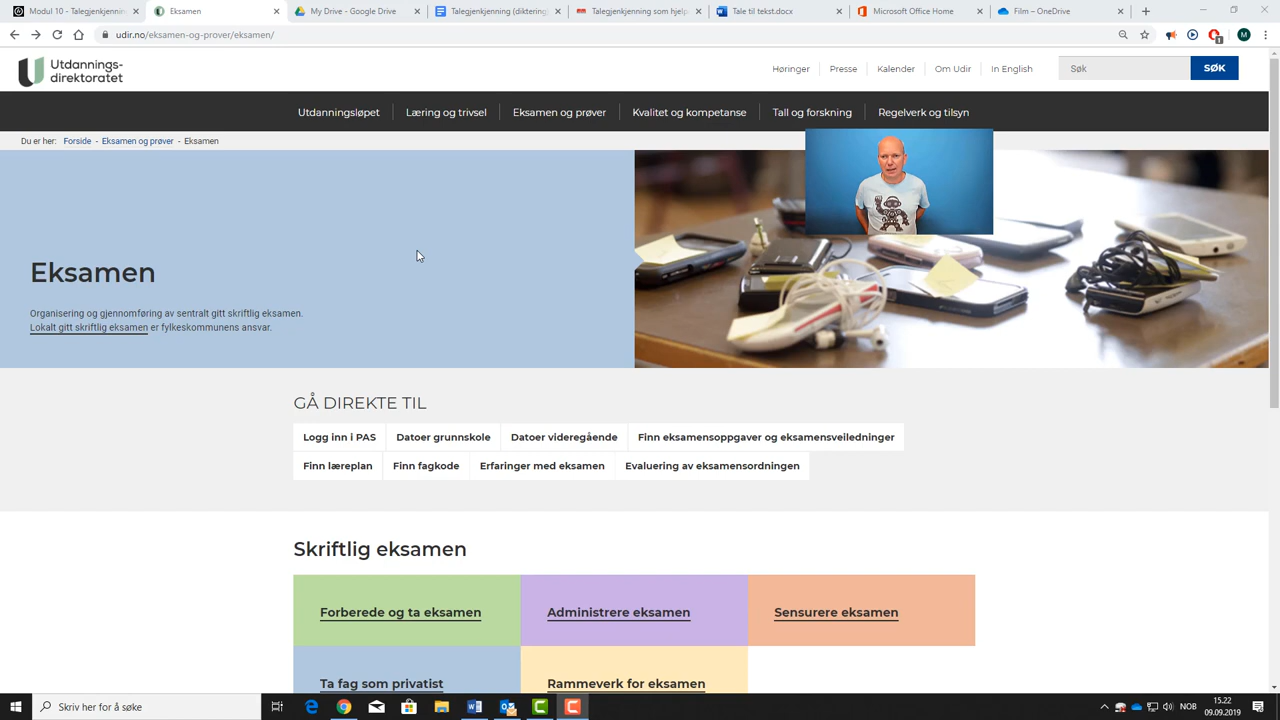 Modul 10 - Talegjenkjenning
Eksamen
My Drive - Google Drive
Talegjenkjenning (diktering)
Talegjenkjenning som hjelp
Tale til tekst.docx
Microsoft Office Home
Film – OneDrive
udir.no/eksamen-og-prover/eksamen/
1
M
Utdannings-
direktoratet
Høringer
Presse
Kalender
Om Udir
In English
Søk
SØK
Utdanningsløpet
Læring og trivsel
Eksamen og prøver
Kvalitet og kompetanse
Tall og forskning
Regelverk og tilsyn
Du er her: Forside - Eksamen og prøver - Eksamen
Eksamen
Organisering og gjennomføring av sentralt gitt skriftlig eksamen.
Lokalt gitt skriftlig eksamen er fylkeskommunens ansvar.
GÅ DIREKTE TIL
Logg inn i PAS
Datoer grunnskole
Datoer videregående
Finn eksamensoppgaver og eksamensveiledninger
Finn læreplan
Finn fagkode
Erfaringer med eksamen
Evaluering av eksamensordningen
Skriftlig eksamen
Forberede og ta eksamen
Administrere eksamen
Sensurere eksamen
Ta fag som privatist
Rammeverk for eksamen
Skriv her for å søke
NOB
15.22
09.09.2019